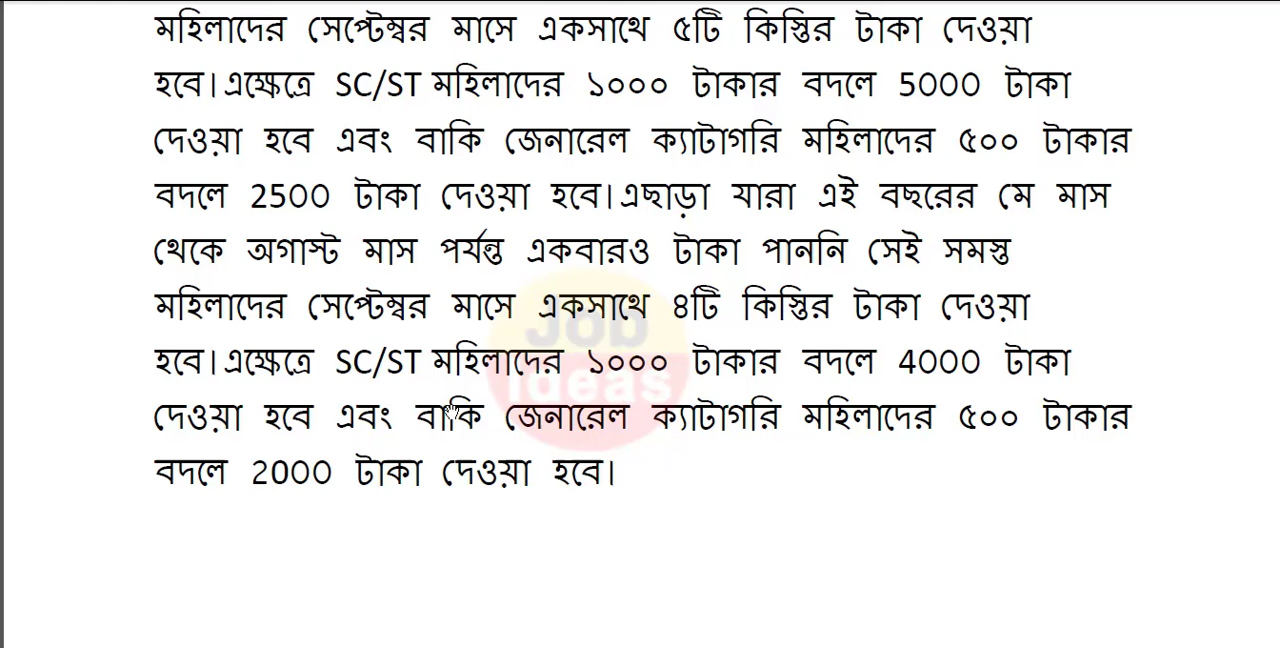 মহিলাদের সেপ্টেম্বর মাসে একসাথে ৫টি কিস্তির টাকা দেওয়া
হবে।এক্ষেত্রে SC/ST মহিলাদের ১০০০ টাকার বদলে 5000 টাকা
দেওয়া হবে এবং বাকি জেনারেল ক্যাটাগরি মহিলাদের ৫০০ টাকার
বদলে 2500 টাকা দেওয়া হবে।এছাড়া যারা এই বছরের মে মাস
থেকে অগাস্ট মাস পর্যন্ত একবারও টাকা পাননি সেই সমস্ত
মহিলাদের সেপ্টেম্বর মাসে একসাথে ৪টি কিস্তির টাকা দেওয়া
Job
হবে।এক্ষেত্রে SC/ST মহিলাদের ১০০০ টাকার বদলে 4000 টাকা
Ideas
দেওয়া হবে এবং বাকি জেনারেল ক্যাটাগরি মহিলাদের ৫০০ টাকার
বদলে 2000 টাকা দেওয়া হবে।